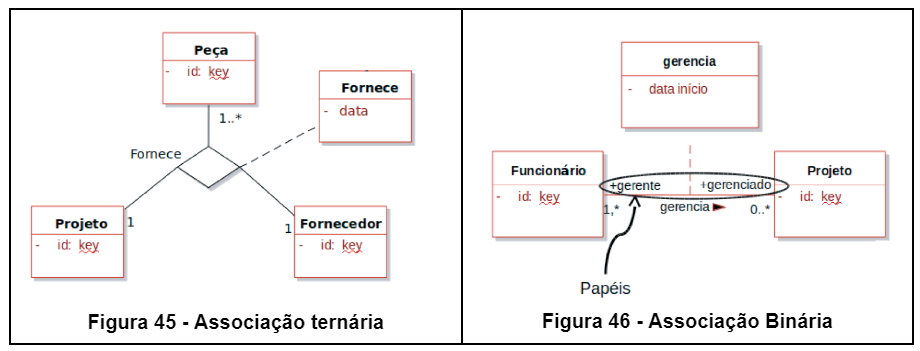 Peça
- id: key
Fornece
- data
1..*
Fornece
Projeto
- id: key
1
Fornecedor
- id: key
1
Figura 45 - Associação ternária
gerencia
- data início
Funcionário
- id: key
+gerente
+gerenciado
Projeto
- id: key
1,*
gerencia
0..*
Papéis
Figura 46 - Associação Binária